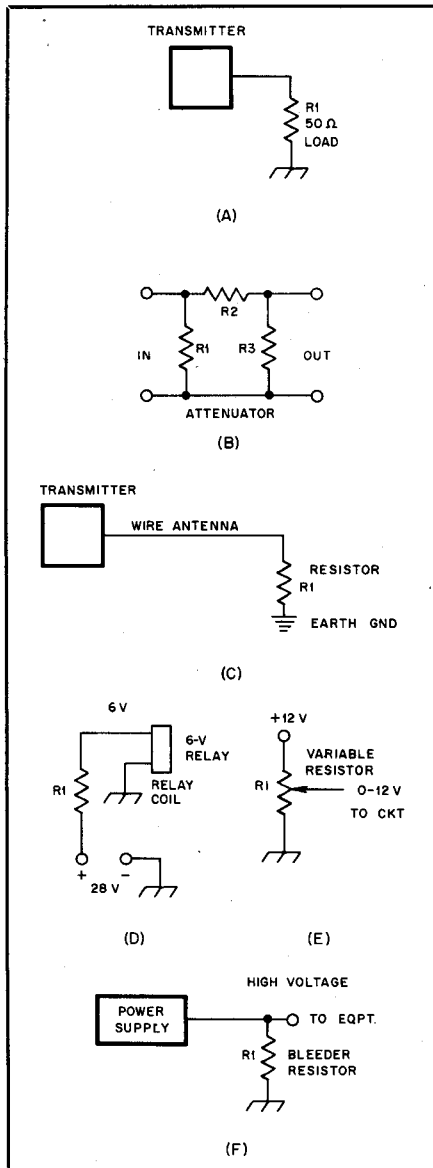 TRANSMITTER
R1
50Ω
LOAD
(A)
R2
IN
R1
R3
OUT
ATTENUATOR
(B)
TRANSMITTER
WIRE ANTENNA
RESISTOR
R1
EARTH GND
(C)
6V
6-V
RELAY
R1
RELAY
COIL
+
-
28 V
(D)
+12 V
VARIABLE
RESISTOR
R1
0-12 V
TO CKT
(E)
HIGH VOLTAGE
POWER
SUPPLY
TO EQPT.
R1
BLEEDER
RESISTOR
(F)